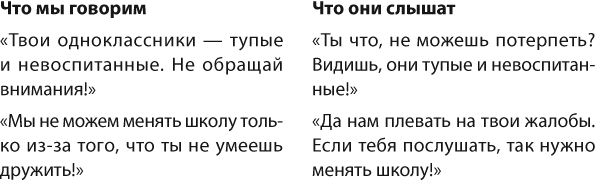 Что мы говорим
«Твои одноклассники — тупые
и невоспитанные. Не обращай
внимания!»
«Мы не можем менять школу толь-
ко из-за того, что ты не умеешь
дружить!»
Что они слышат
«Ты что, не можешь потерпеть?
Видишь, они тупые и невоспитан-
ные!»
«Да нам плевать на твои жалобы.
Если тебя послушать, так нужно
менять школу!»